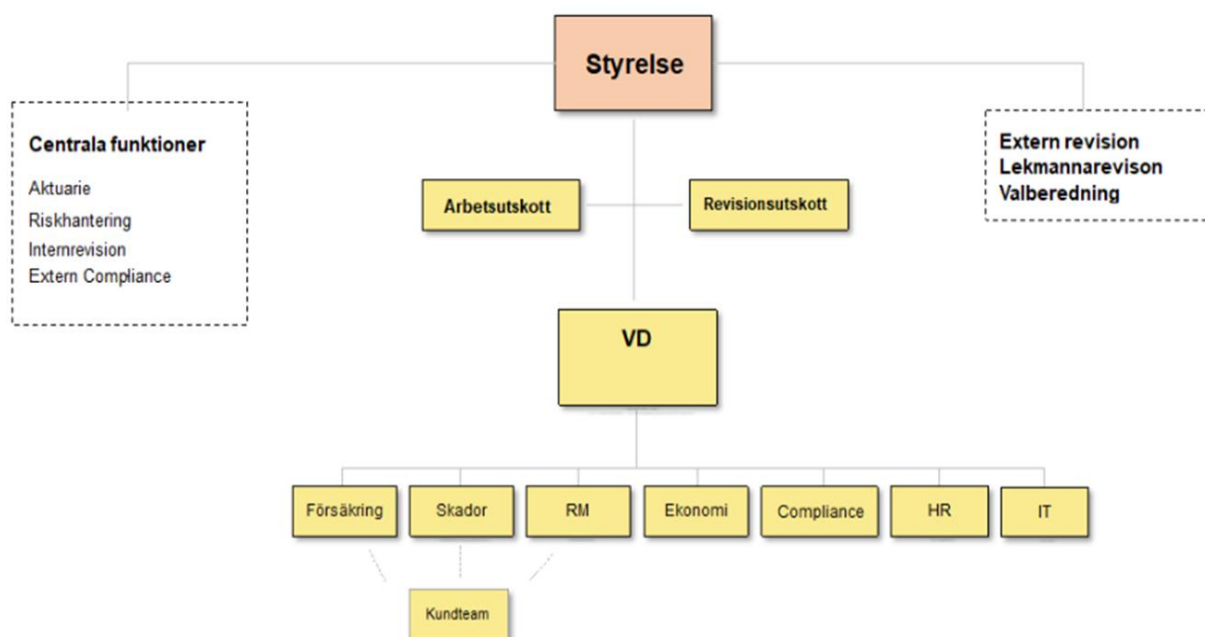 Styrelse
Centrala funktioner
Aktuarie
Riskhantering
Internrevision
Extern Compliance
Extern revision
Lekmannarevison
Valberedning
Arbetsutskott
Revisionsutskott
VD
Försäkring
Skador
RM
Ekonomi
Compliance
HR
IT
Kundteam